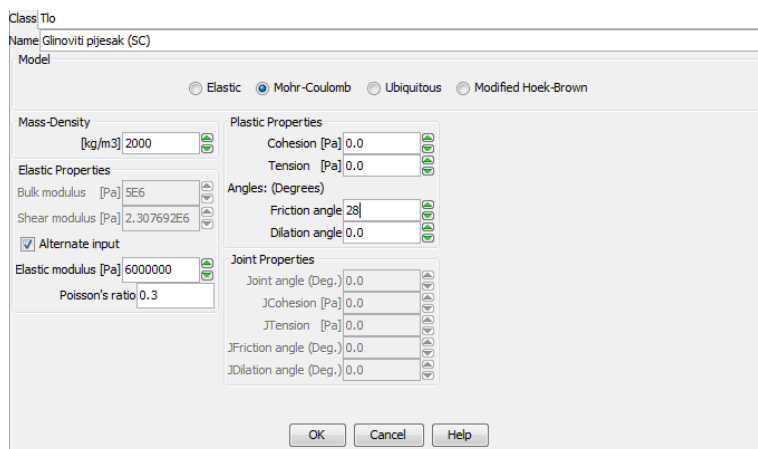 Class Tlo
Name Glinoviti pijesak (SC)
Model
Elastic Mohr-Coulomb Ubiquitous Modified Hoek-Brown
Mass-Density
[kg/m3] 2000
Elastic Properties
Bulk modulus [Pa] 5E6
Shear modulus [Pa] 2.307692E6
Alternate input
Elastic modulus [Pa] 6000000
Poisson's ratio 0.3
Plastic Properties
Cohesion [Pa] 0.0
Tension [Pa] 0.0
Angles: (Degrees)
Friction angle 28
Dilation angle 0.0
Joint Properties
Joint angle (Deg.) 0.0
JCohesion [Pa] 0.0
JTension [Pa] 0.0
JFriction angle (Deg.) 0.0
JDilation angle (Deg.) 0.0
OK Cancel Help